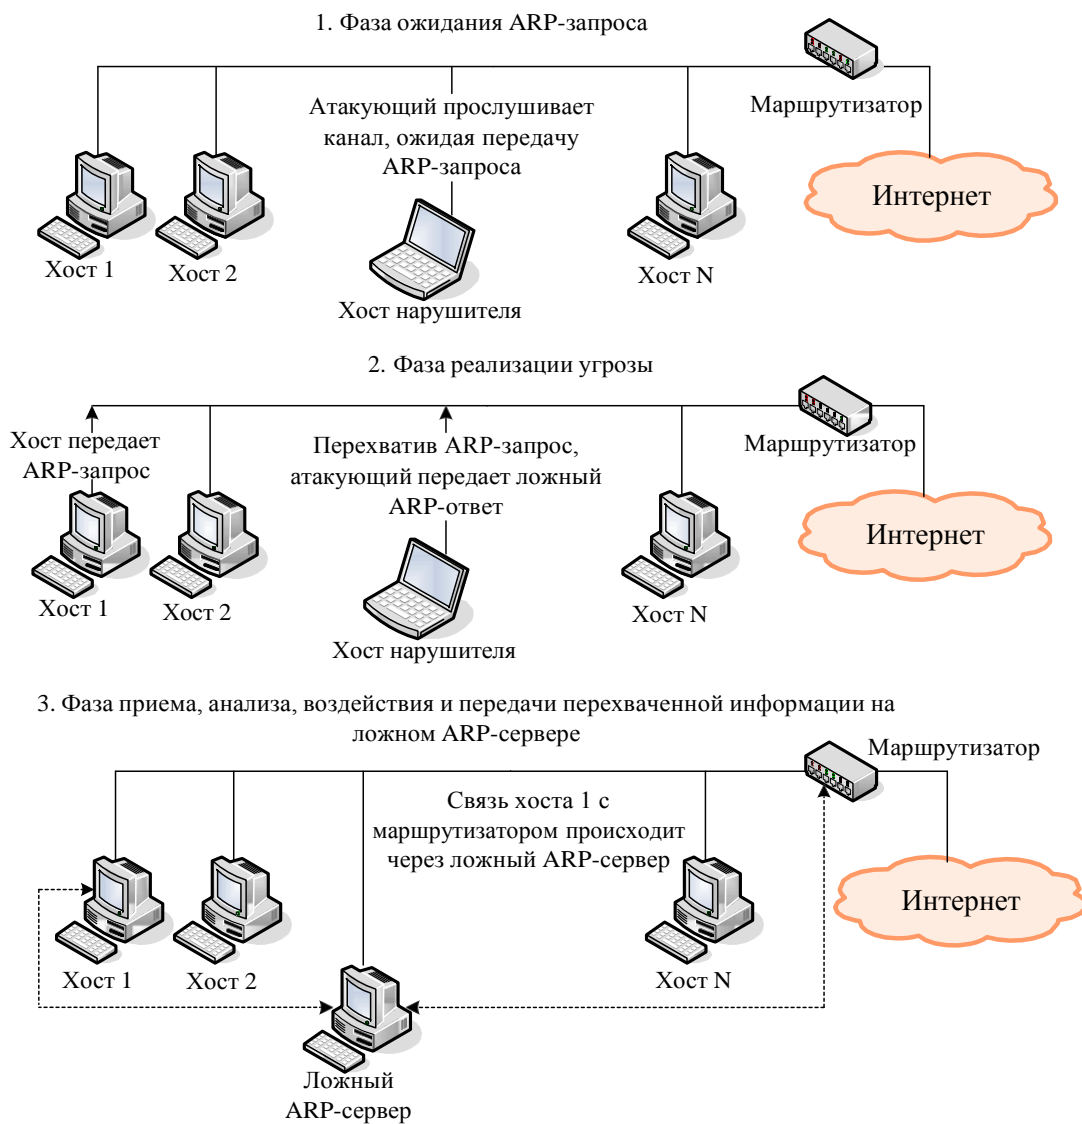 1. Фаза ожидания ARP-запроса
Маршрутизатор
Атакующий прослушивает
канал, ожидая передачу
ARP-запроса
Интернет
Хост 1
Хост 2
Хост N
Хост нарушителя
2. Фаза реализации угрозы
Хост передает
ARP-запрос
Перехватив ARP-запрос,
атакующий передает ложный
ARP-ответ
Маршрутизатор
Интернет
Хост 1
Хост 2
Хост N
Хост нарушителя
3. Фаза приема, анализа, воздействия и передачи перехваченной информации на
ложном ARP-сервере
Маршрутизатор
Связь хоста 1 с
маршрутизатором происходит
через ложный ARP-сервер
Интернет
Хост 1
Хост 2
Хост N
Ложный
ARP-сервер